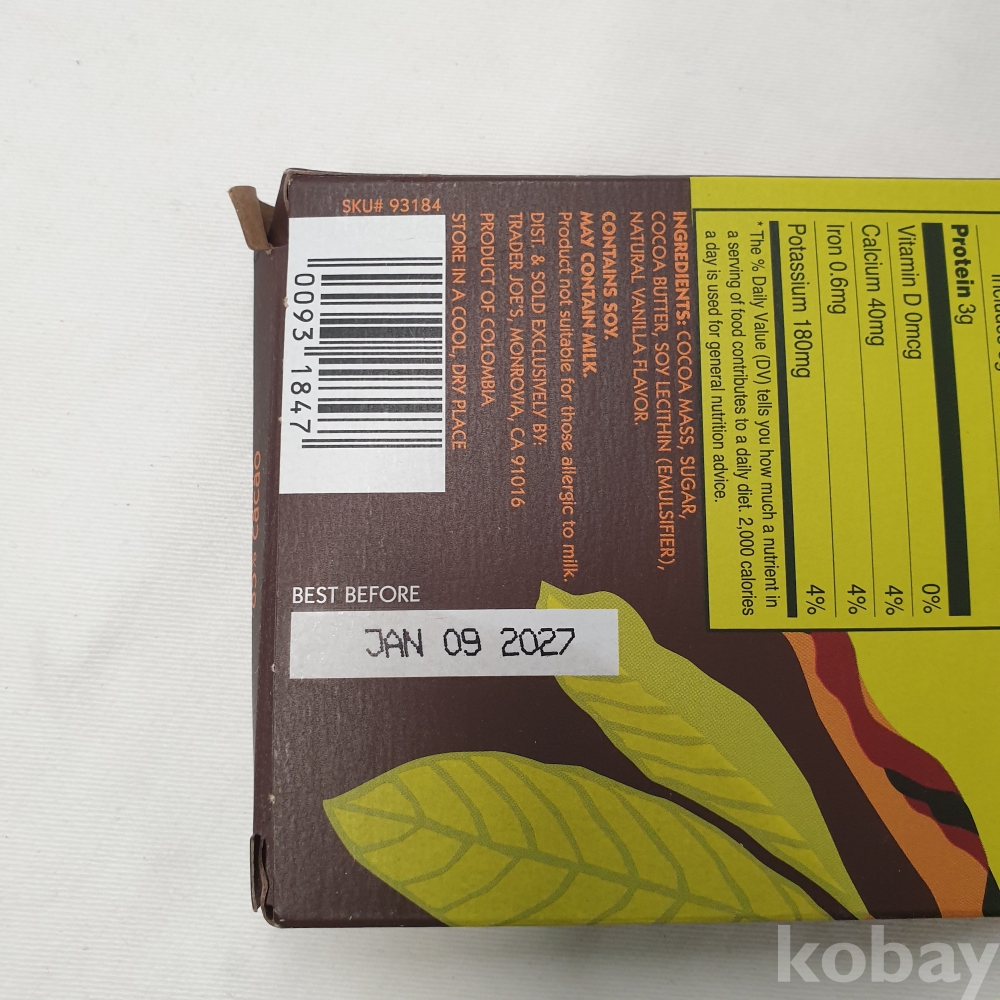 SKU# 93184
0093 1847
INGREDIENTS: COCOA MASS, SUGAR,
COCOA BUTTER, SOY LECITHIN (EMULSIFIER),
NATURAL VANILLA FLAVOR.
CONTAINS SOY.
MAY CONTAIN MILK.
Product not suitable for those allergic to milk.
DIST. & SOLD EXCLUSIVELY BY:
TRADER JOE'S, MONROVIA, CA 91016
PRODUCT OF COLOMBIA
STORE IN A COOL, DRY PLACE
Protein 3g
Vitamin D 0mcg 0%
Calcium 40mg 4%
Iron 0.6mg 4%
Potassium 180mg 4%
* The % Daily Value (DV) tells you how much a nutrient in
a serving of food contributes to a daily diet. 2,000 calories
a day is used for general nutrition advice.
BEST BEFORE
JAN 09 2027
kobay